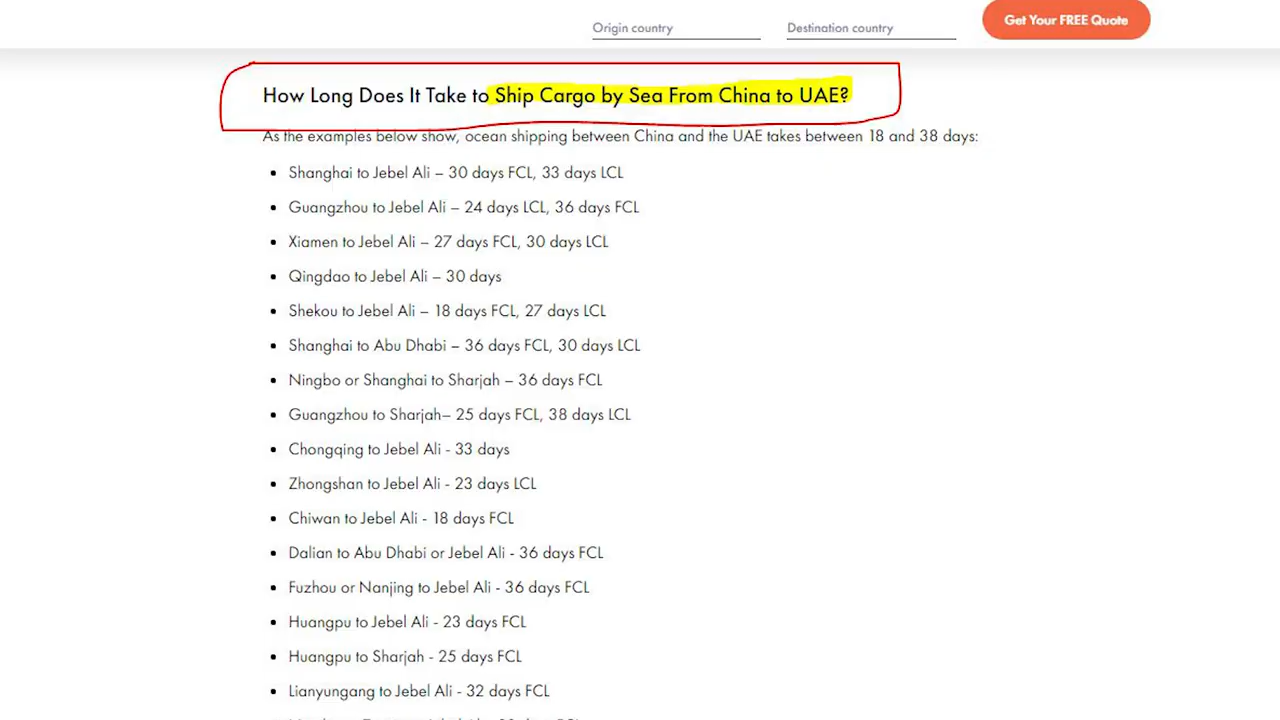 Origin country
Destination country
Get Your FREE Quote
How Long Does It Take to Ship Cargo by Sea From China to UAE?
As the examples below show, ocean shipping between China and the UAE takes between 18 and 38 days:
• Shanghai to Jebel Ali – 30 days FCL, 33 days LCL
• Guangzhou to Jebel Ali – 24 days LCL, 36 days FCL
• Xiamen to Jebel Ali – 27 days FCL, 30 days LCL
• Qingdao to Jebel Ali – 30 days
• Shekou to Jebel Ali – 18 days FCL, 27 days LCL
• Shanghai to Abu Dhabi – 36 days FCL, 30 days LCL
• Ningbo or Shanghai to Sharjah – 36 days FCL
• Guangzhou to Sharjah– 25 days FCL, 38 days LCL
• Chongqing to Jebel Ali - 33 days
• Zhongshan to Jebel Ali - 23 days LCL
• Chiwan to Jebel Ali - 18 days FCL
• Dalian to Abu Dhabi or Jebel Ali - 36 days FCL
• Fuzhou or Nanjing to Jebel Ali - 36 days FCL
• Huangpu to Jebel Ali - 23 days FCL
• Huangpu to Sharjah - 25 days FCL
• Lianyungang to Jebel Ali - 32 days FCL